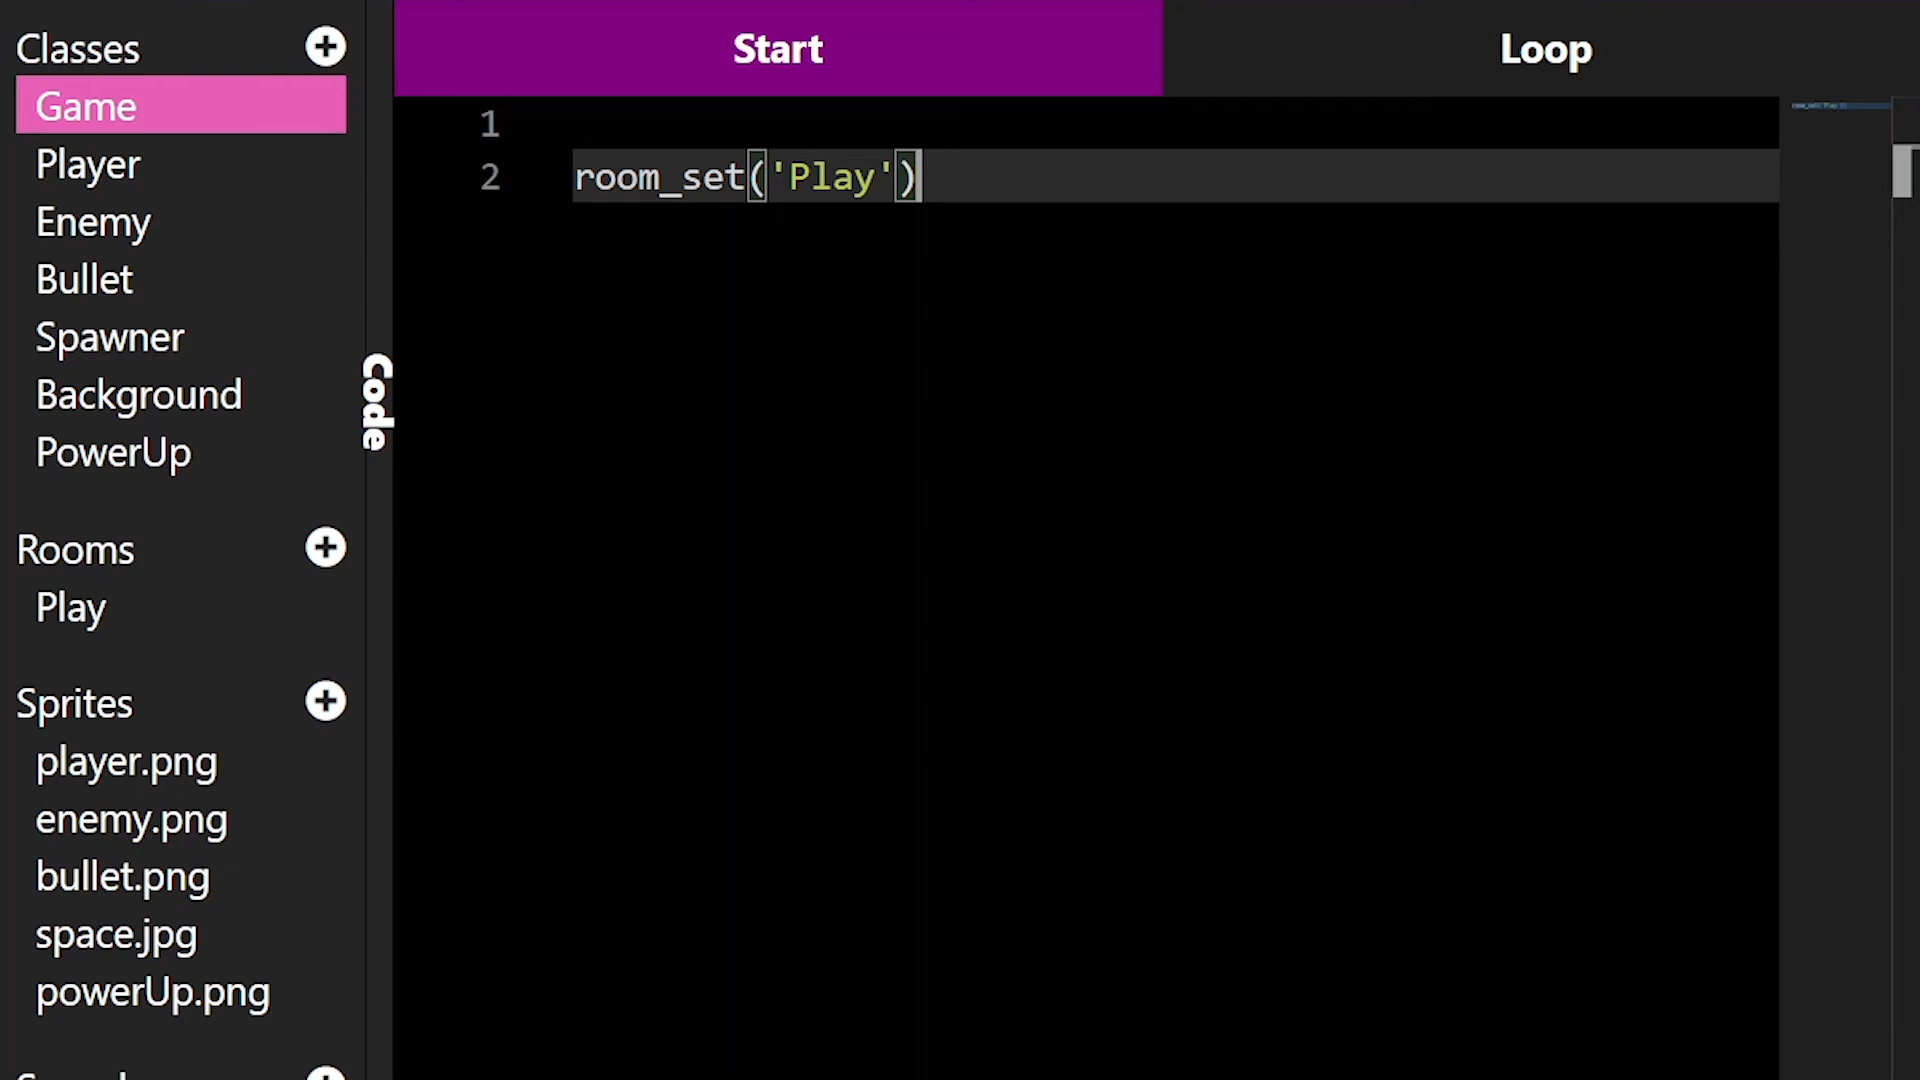 Classes
Game
Player
Enemy
Bullet
Spawner
Background
PowerUp
Rooms
Play
Sprites
player.png
enemy.png
bullet.png
space.jpg
powerUp.png
Code
Start
Loop
1
2 room_set('Play')